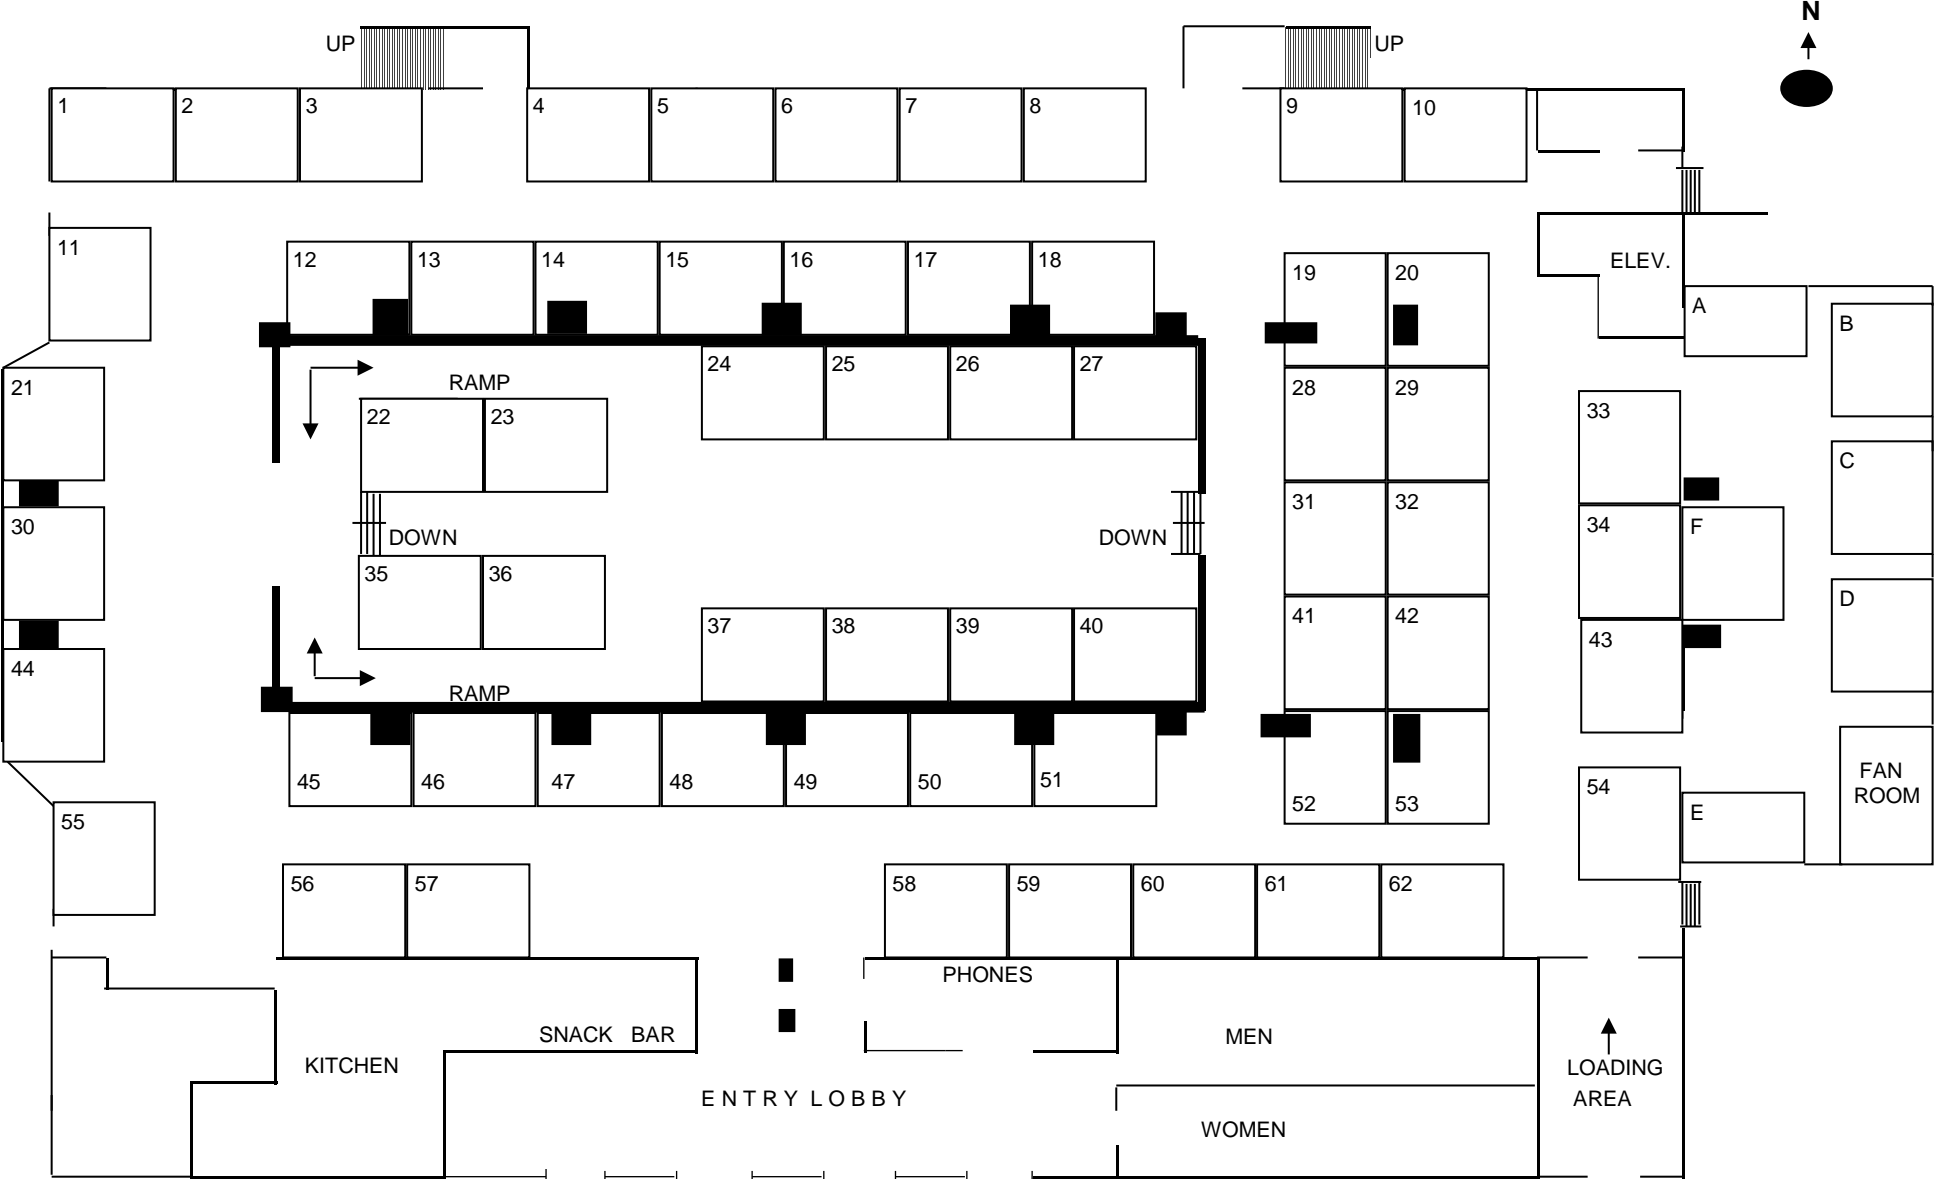 N
UP
UP
1 2 3 4 5 6 7 8 9 10
11
12 13 14 15 16 17 18 19 20
ELEV.
A
B
21
RAMP
24 25 26 27
28 29
22 23
33
C
30
DOWN
DOWN
31 32
34
F
35 36
D
37 38 39 40
41 42
43
44
RAMP
45 46 47 48 49 50 51
52 53
54
E
FAN
ROOM
55
56 57
58 59 60 61 62
PHONES
SNACK BAR
MEN
KITCHEN
LOADING
AREA
ENTRY LOBBY
WOMEN